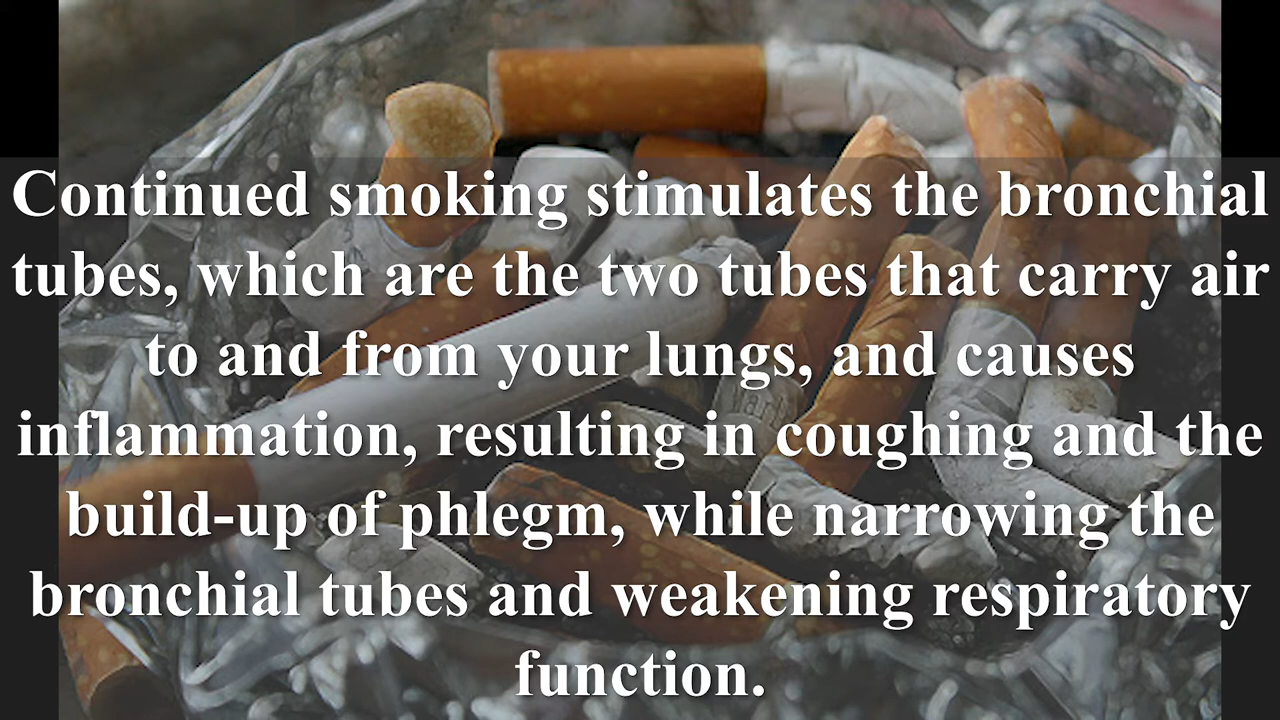 Continued smoking stimulates the bronchial
tubes, which are the two tubes that carry air
to and from your lungs, and causes
inflammation, resulting in coughing and the
build-up of phlegm, while narrowing the
bronchial tubes and weakening respiratory
function.